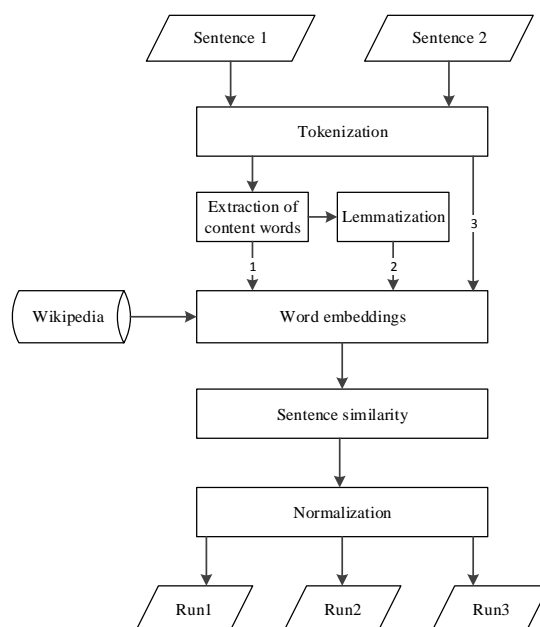 Sentence 1
Sentence 2
Tokenization
Extraction of
content words
Lemmatization
3
1
2
Wikipedia
Word embeddings
Sentence similarity
Normalization
Run1
Run2
Run3